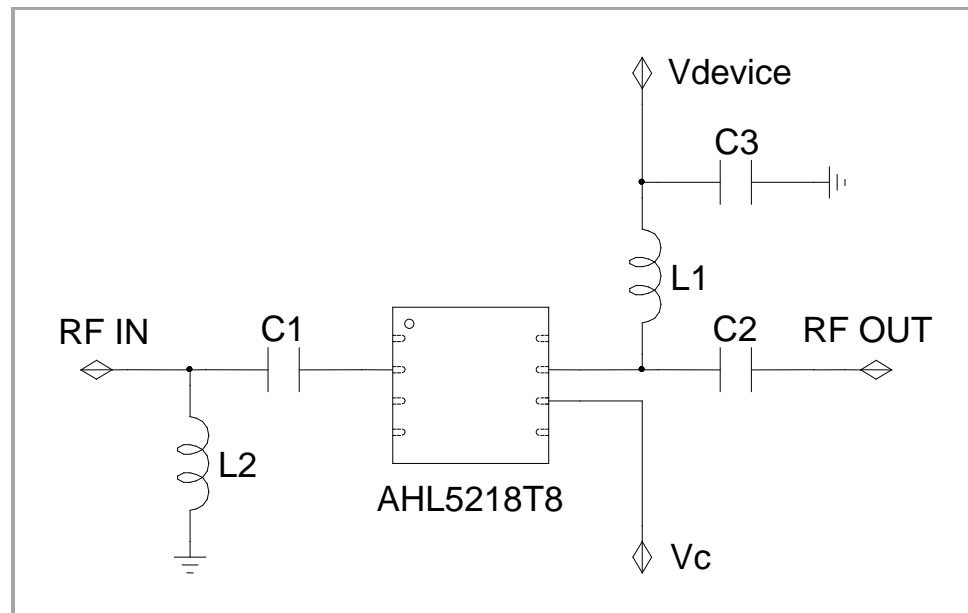 Vdevice
C3
L1
RF IN
C1
C2
RF OUT
L2
AHL5218T8
Vc